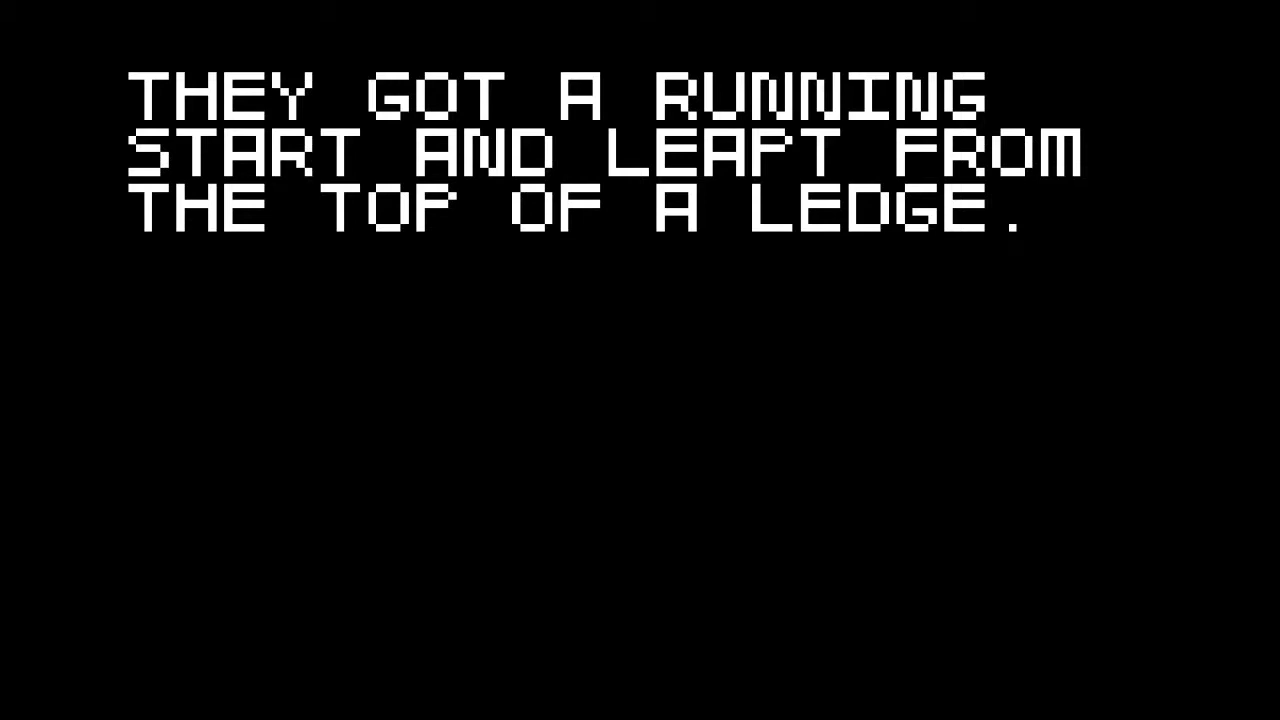 THEY GOT A RUNNING
START AND LEAPT FROM
THE TOP OF A LEDGE.